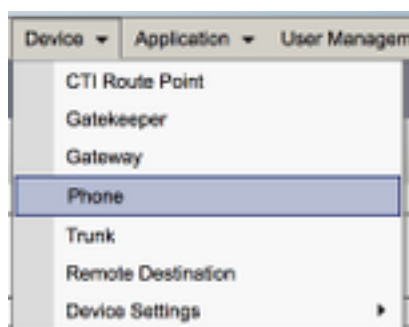 Device Application User Managem
CTI Route Point
Gatekeeper
Gateway
Phone
Trunk
Remote Destination
Device Settings